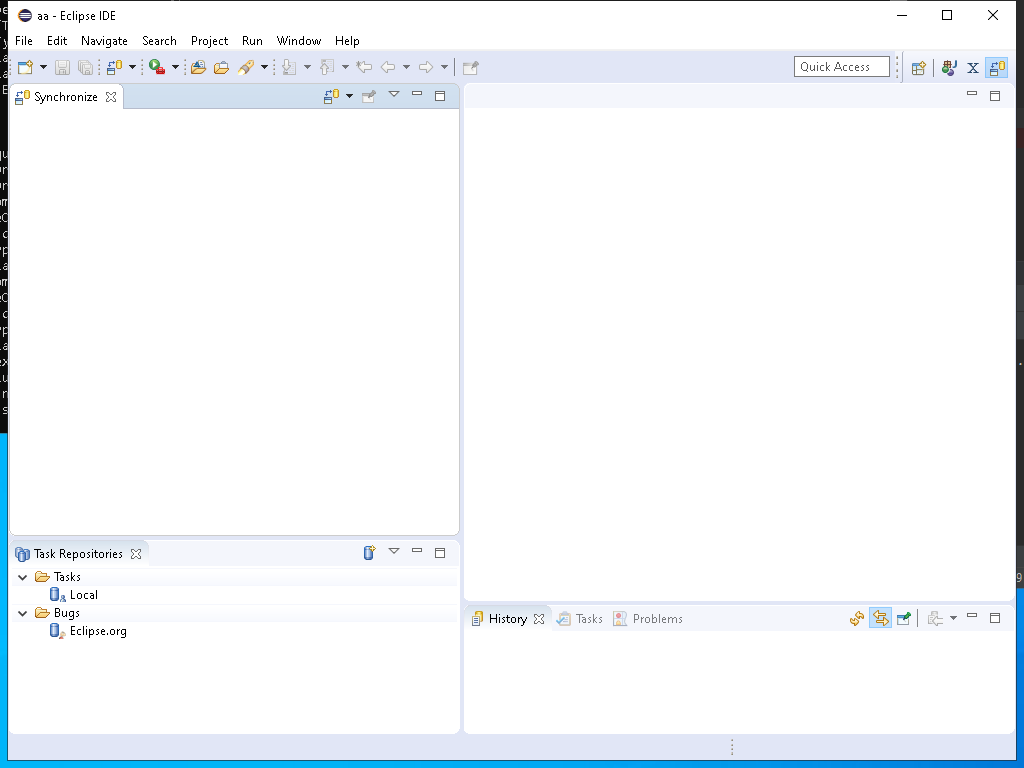 aa - Eclipse IDE
File Edit Navigate Search Project Run Window Help
Quick Access
Synchronize
Task Repositories
Tasks
Local
Bugs
Eclipse.org
History Tasks Problems